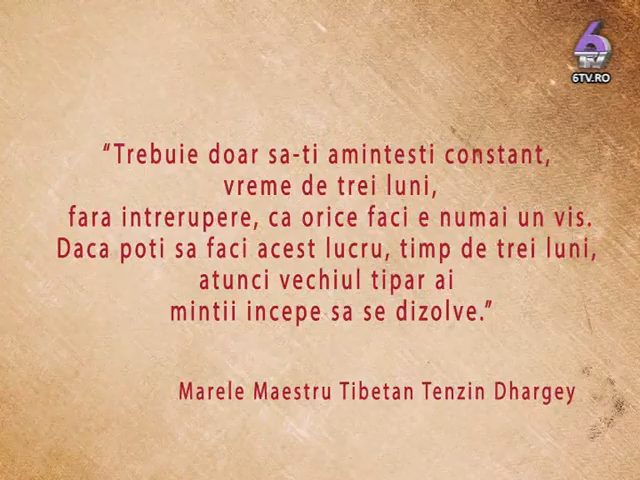 6
TV
6TV.RO
“Trebuie doar sa-ti amintesti constant,
vreme de trei luni,
fara intrerupere, ca orice faci e numai un vis.
Daca poti sa faci acest lucru, timp de trei luni,
atunci vechiul tipar ai
mintii incepe sa se dizolve.”
Marele Maestru Tibetan Tenzin Dhargey